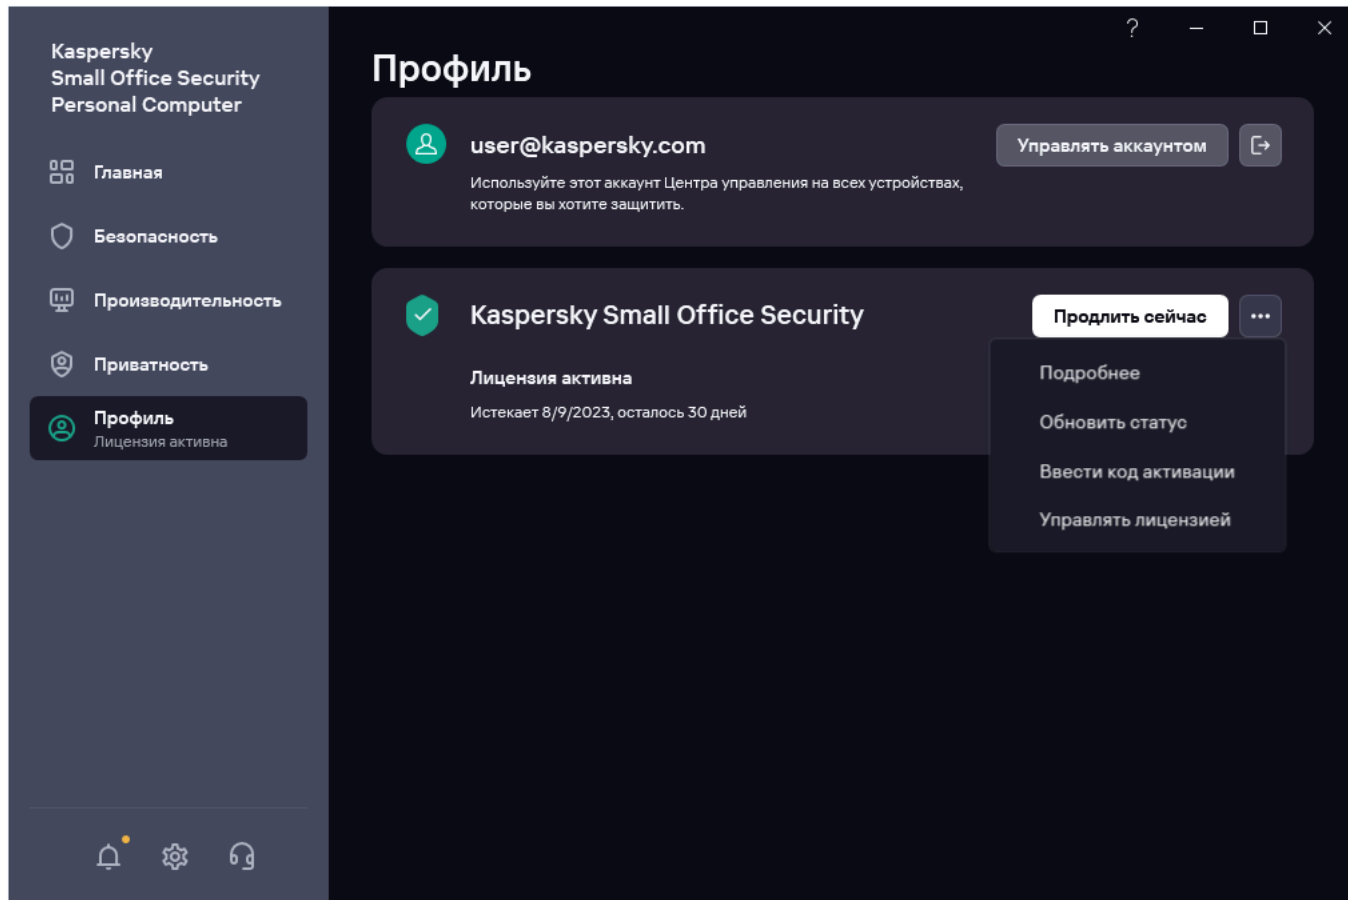 Kaspersky
Small Office Security
Personal Computer
Главная
Безопасность
Производительность
Приватность
Профиль
Лицензия активна
?
Профиль
user@kaspersky.com
Управлять аккаунтом
Используйте этот аккаунт Центра управления на всех устройствах,
которые вы хотите защитить.
Kaspersky Small Office Security
Продлить сейчас
Лицензия активна
Истекает 8/9/2023, осталось 30 дней
Подробнее
Обновить статус
Ввести код активации
Управлять лицензией